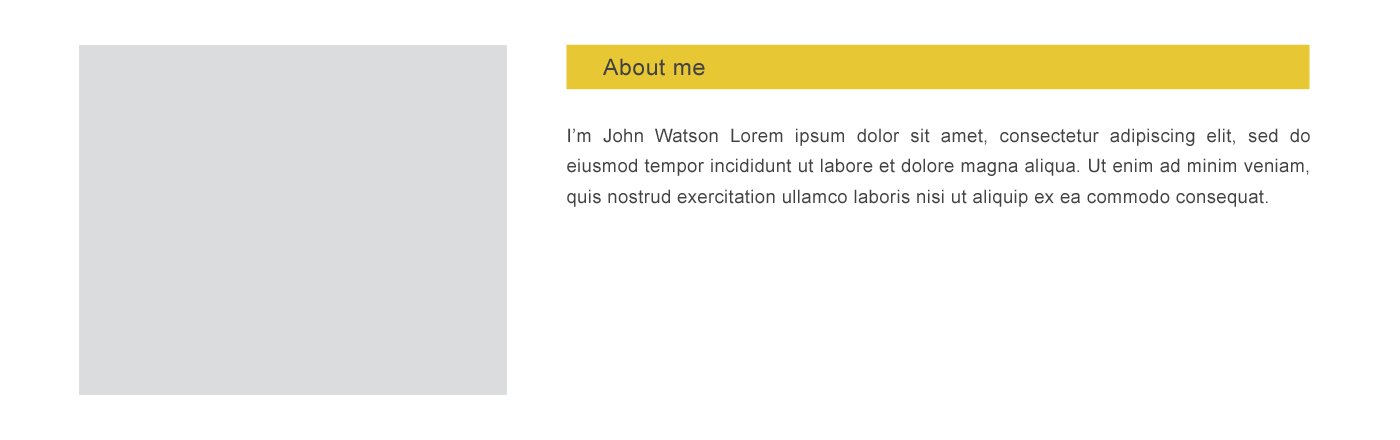 About me
I’m John Watson Lorem ipsum dolor sit amet, consectetur adipiscing elit, sed do
eiusmod tempor incididunt ut labore et dolore magna aliqua. Ut enim ad minim veniam,
quis nostrud exercitation ullamco laboris nisi ut aliquip ex ea commodo consequat.